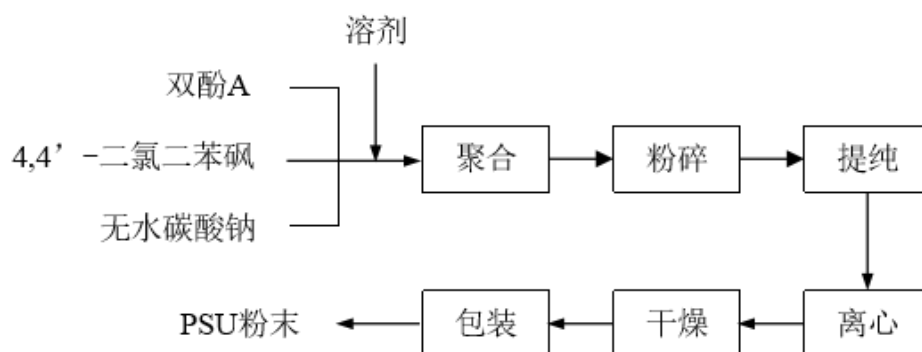 溶剂
双酚A
4,4’-二氯二苯砜
无水碳酸钠
聚合
粉碎
提纯
PSU粉末
包装
干燥
离心